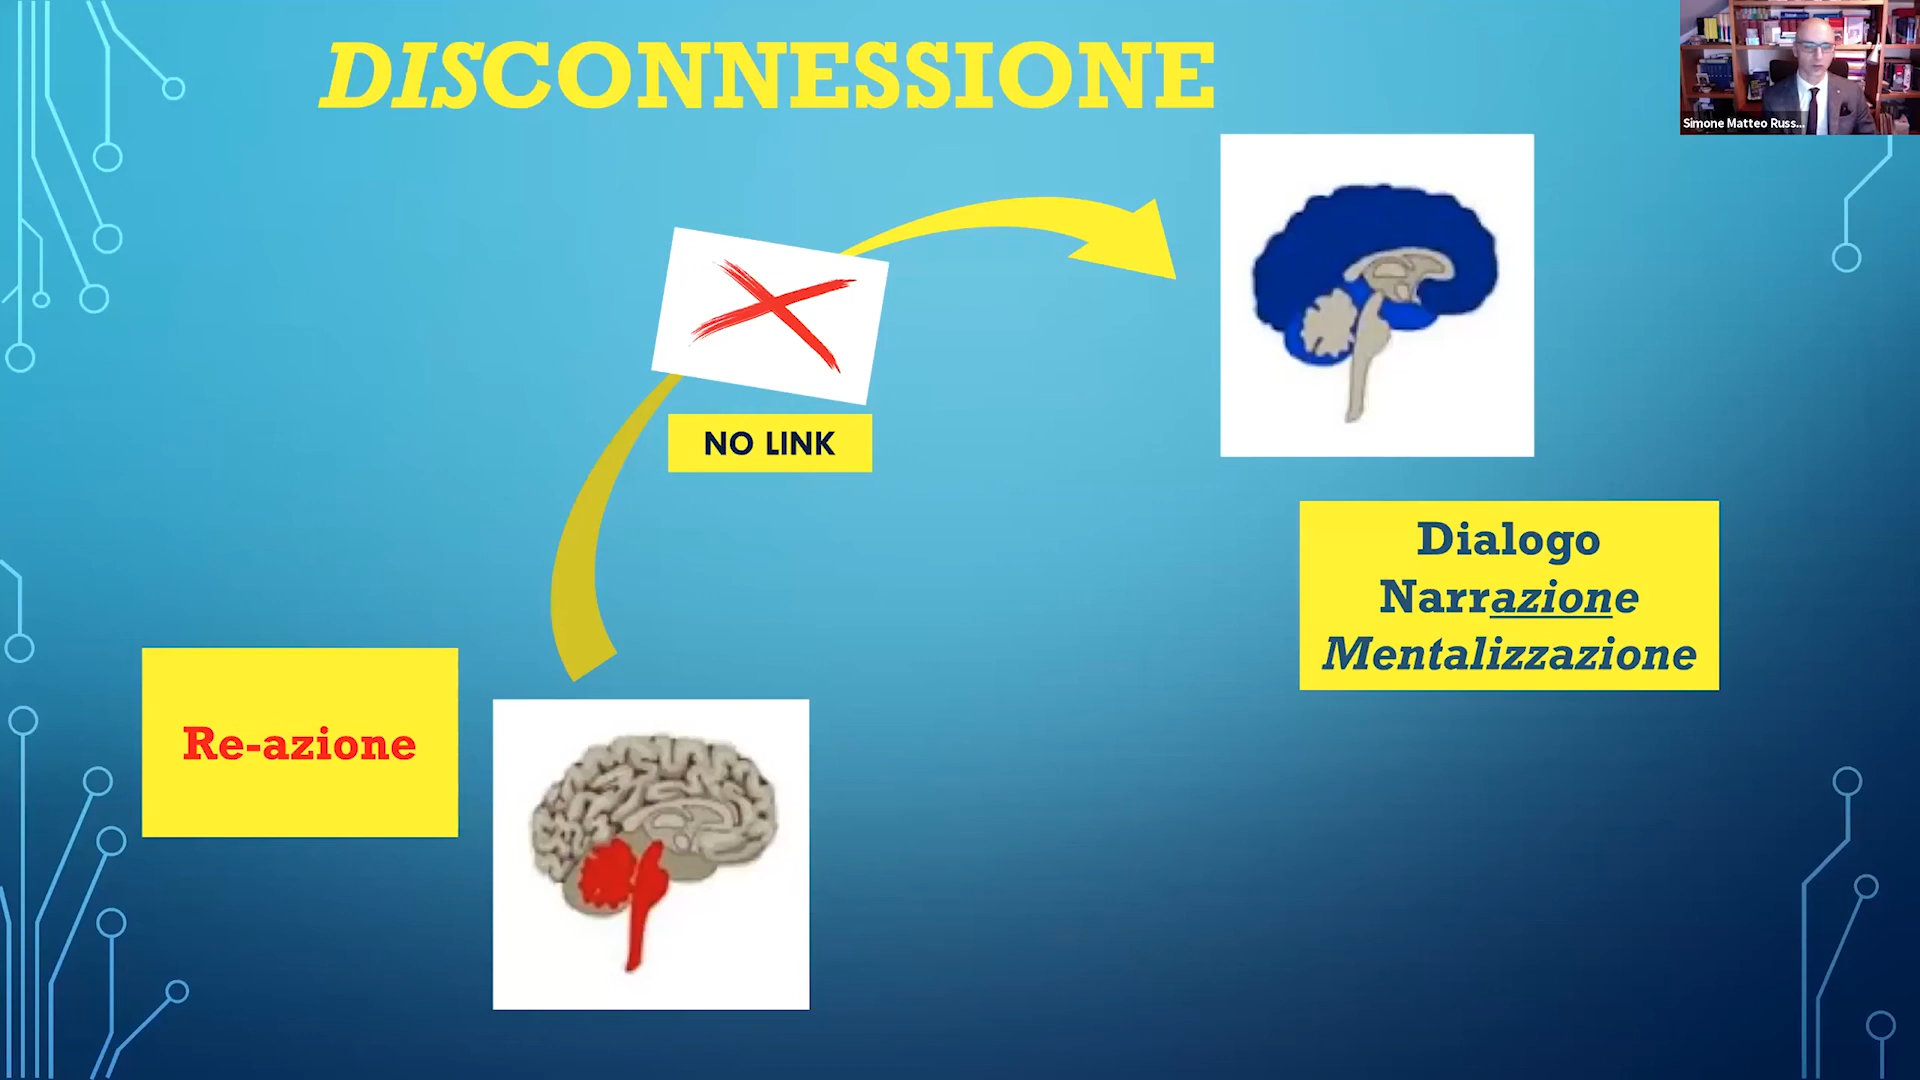 DISCONNESSIONE
Simone Matteo Russ...
NO LINK
Dialogo
Narrazione
Mentalizzazione
Re-azione